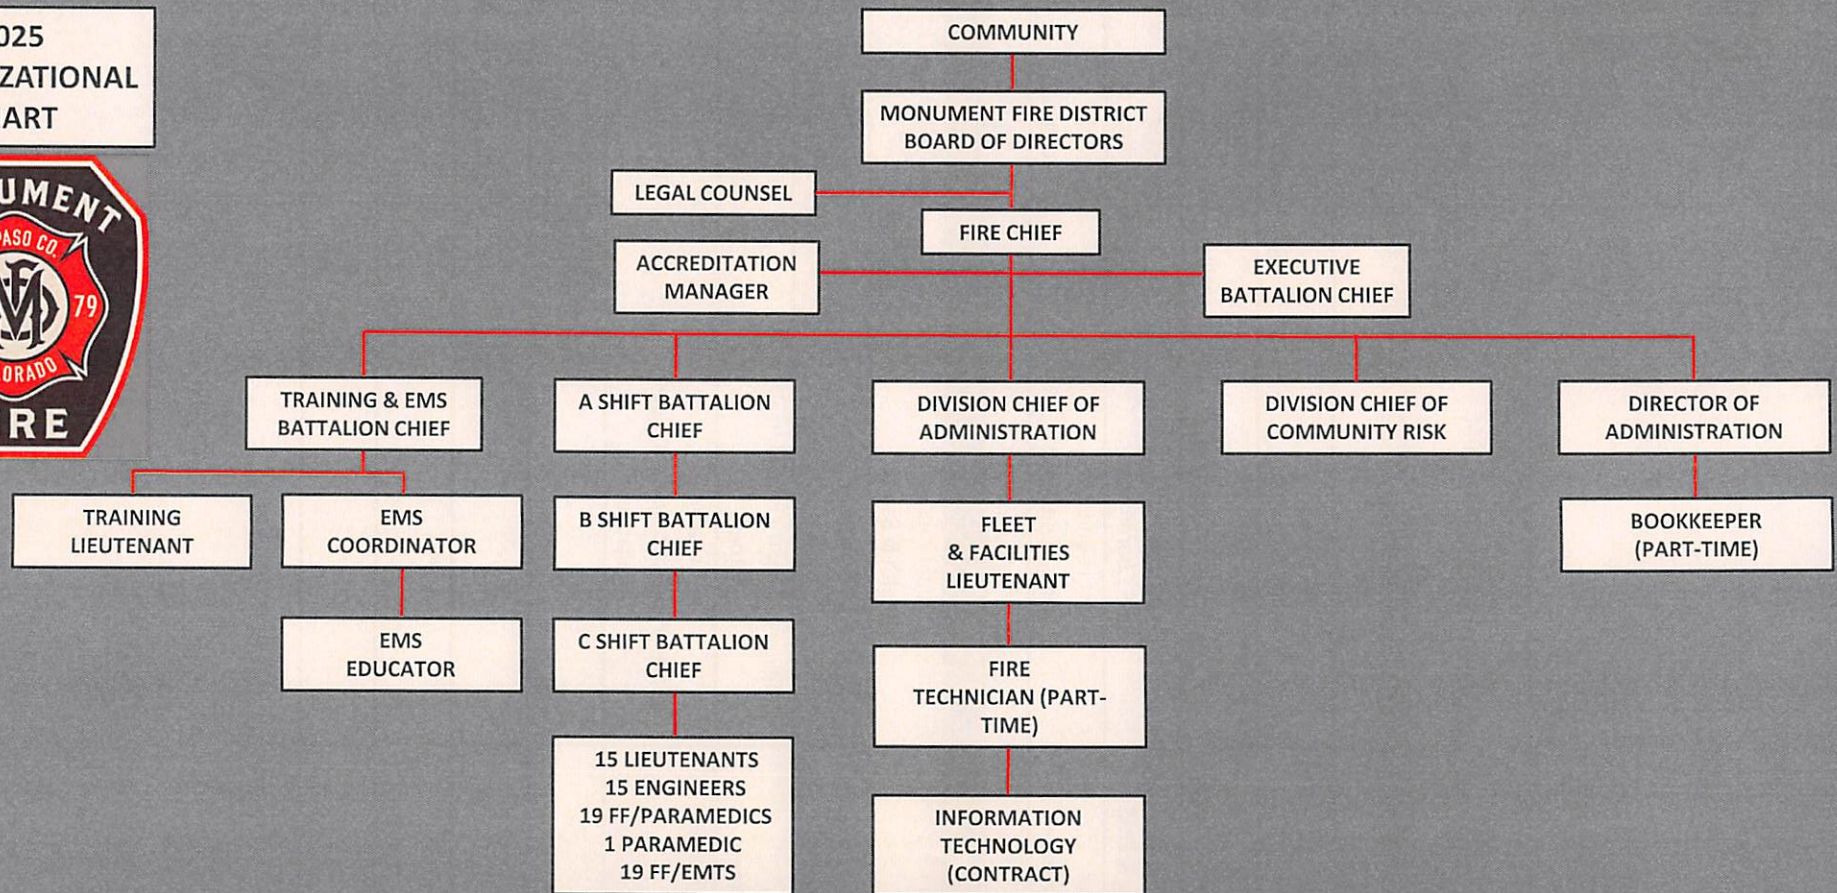 025
ZATIONAL
ART
UMENT
PASO CO.
79
ORADO
RE
COMMUNITY
MONUMENT FIRE DISTRICT
BOARD OF DIRECTORS
LEGAL COUNSEL
FIRE CHIEF
ACCREDITATION
MANAGER
EXECUTIVE
BATTALION CHIEF
TRAINING & EMS
BATTALION CHIEF
A SHIFT BATTALION
CHIEF
DIVISION CHIEF OF
ADMINISTRATION
DIVISION CHIEF OF
COMMUNITY RISK
DIRECTOR OF
ADMINISTRATION
TRAINING
LIEUTENANT
EMS
COORDINATOR
B SHIFT BATTALION
CHIEF
FLEET
& FACILITIES
LIEUTENANT
BOOKKEEPER
(PART-TIME)
EMS
EDUCATOR
C SHIFT BATTALION
CHIEF
FIRE
TECHNICIAN (PART-
TIME)
15 LIEUTENANTS
15 ENGINEERS
19 FF/PARAMEDICS
1 PARAMEDIC
19 FF/EMTS
INFORMATION
TECHNOLOGY
(CONTRACT)